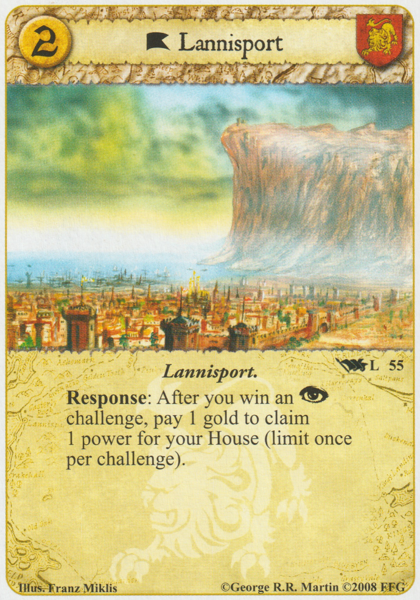 2
Lannisport
L 55
Lannisport.
Response: After you win an
challenge, pay 1 gold to claim
1 power for your House (limit once
per challenge).
Illus. Franz Miklis ©George R.R. Martin ©2008 FFG